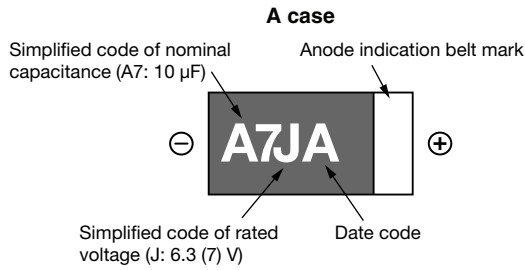 A case
Simplified code of nominal
capacitance (A7: 10 µF)
Anode indication belt mark
⊖
A7JA
⊕
Simplified code of rated
voltage (J: 6.3 (7) V)
Date code